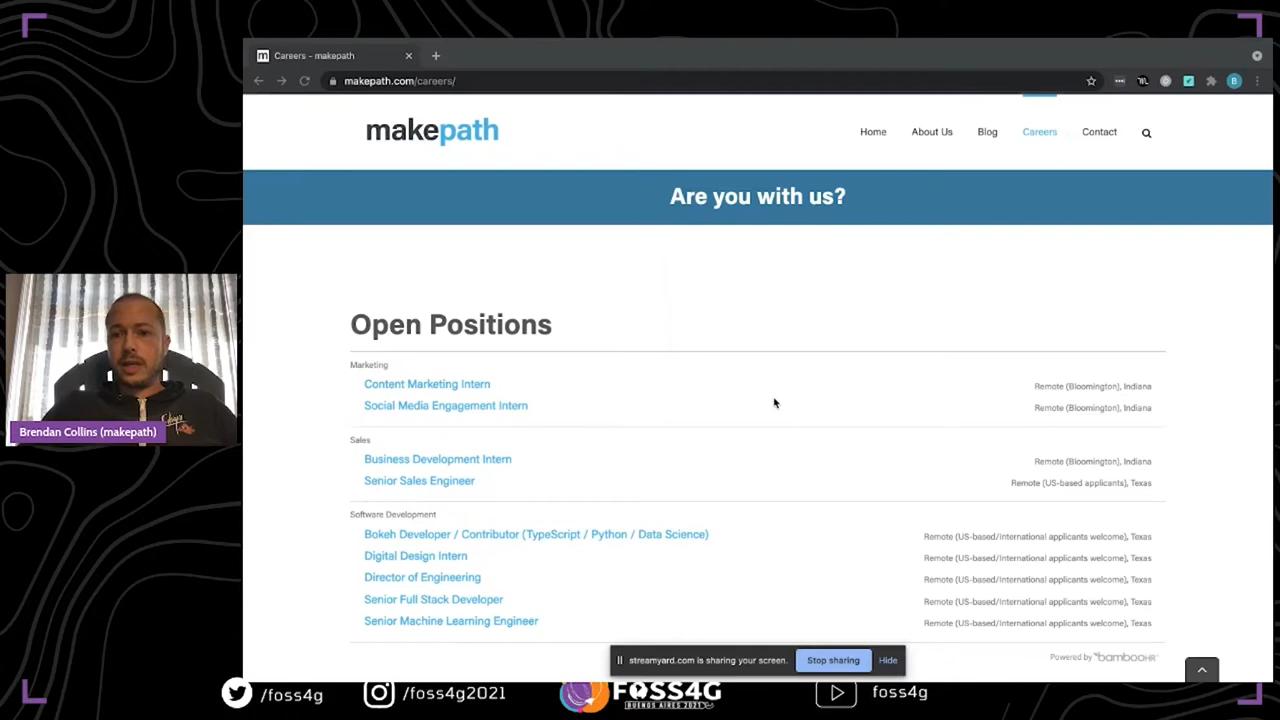 Careers - makepath
makepath.com/careers/
B
makepath
Home About Us Blog Careers Contact
Are you with us?
Open Positions
Marketing
Content Marketing Intern Remote (Bloomington), Indiana
Social Media Engagement Intern Remote (Bloomington), Indiana
Sales
Business Development Intern Remote (Bloomington), Indiana
Senior Sales Engineer Remote (US-based applicants), Texas
Software Development
Bokeh Developer / Contributor (TypeScript / Python / Data Science) Remote (US-based/International applicants welcome), Texas
Digital Design Intern Remote (US-based/International applicants welcome), Texas
Director of Engineering Remote (US-based/International applicants welcome), Texas
Senior Full Stack Developer Remote (US-based/International applicants welcome), Texas
Senior Machine Learning Engineer Remote (US-based/International applicants welcome), Texas
Powered by bambooHR
streamyard.com is sharing your screen. Stop sharing Hide
Brendan Collins (makepath)
/foss4g /foss4g2021 FOSS4G foss4g
BUENOS AIRES 2021